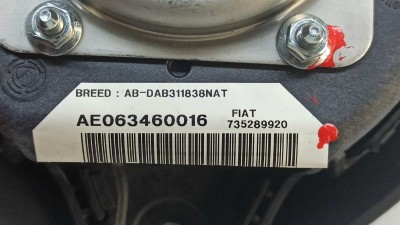 BREED : AB-DAB311838NAT
AE063460016
FIAT
735289920